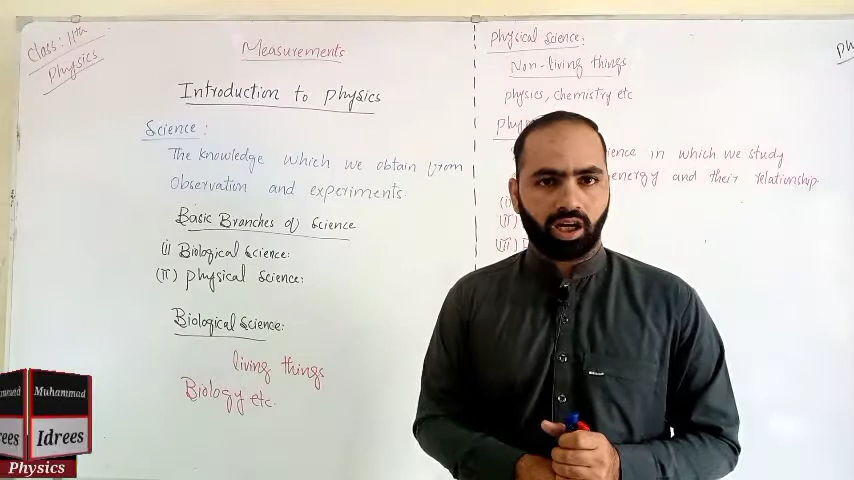 Class: 11th
Physics
Measurements
Introduction to physics
Science:
The knowledge which we obtain from
Observation and experiments.
Basic Branches of Science
(i) Biological Science:
(ii) physical Science:
Biological Science:
living things
Biology etc.
physical Science:
Non-living things
physics, chemistry etc
in which we study
energy and their relationship.
(i)
(ii)
(iii)
Muhammad
Idrees
Physics